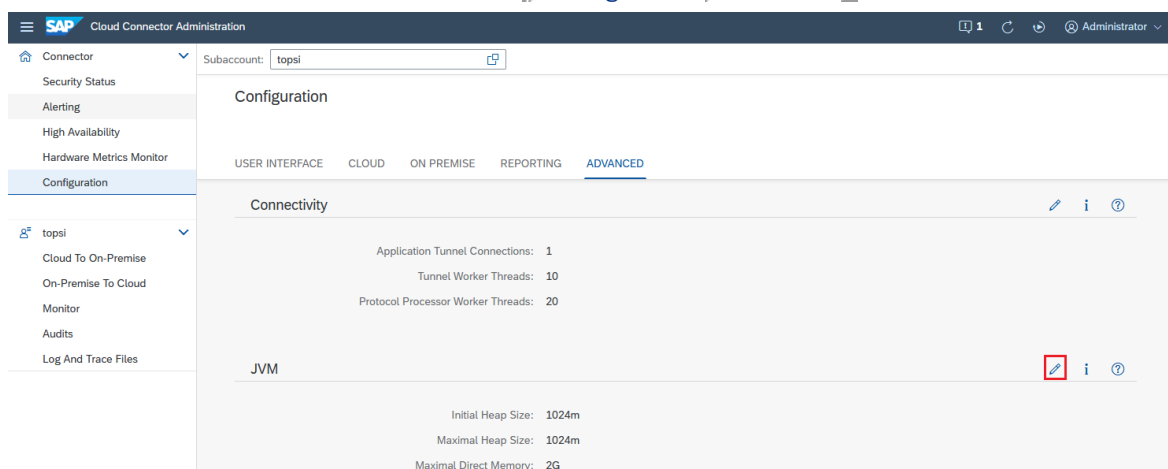 SAP Cloud Connector Administration 1 Administrator
Connector
Security Status
Alerting
High Availability
Hardware Metrics Monitor
Configuration
topsi
Cloud To On-Premise
On-Premise To Cloud
Monitor
Audits
Log And Trace Files
Subaccount: topsi
Configuration
USER INTERFACE CLOUD ON PREMISE REPORTING ADVANCED
Connectivity
Application Tunnel Connections: 1
Tunnel Worker Threads: 10
Protocol Processor Worker Threads: 20
JVM
Initial Heap Size: 1024m
Maximal Heap Size: 1024m
Maximal Direct Memory: 2G